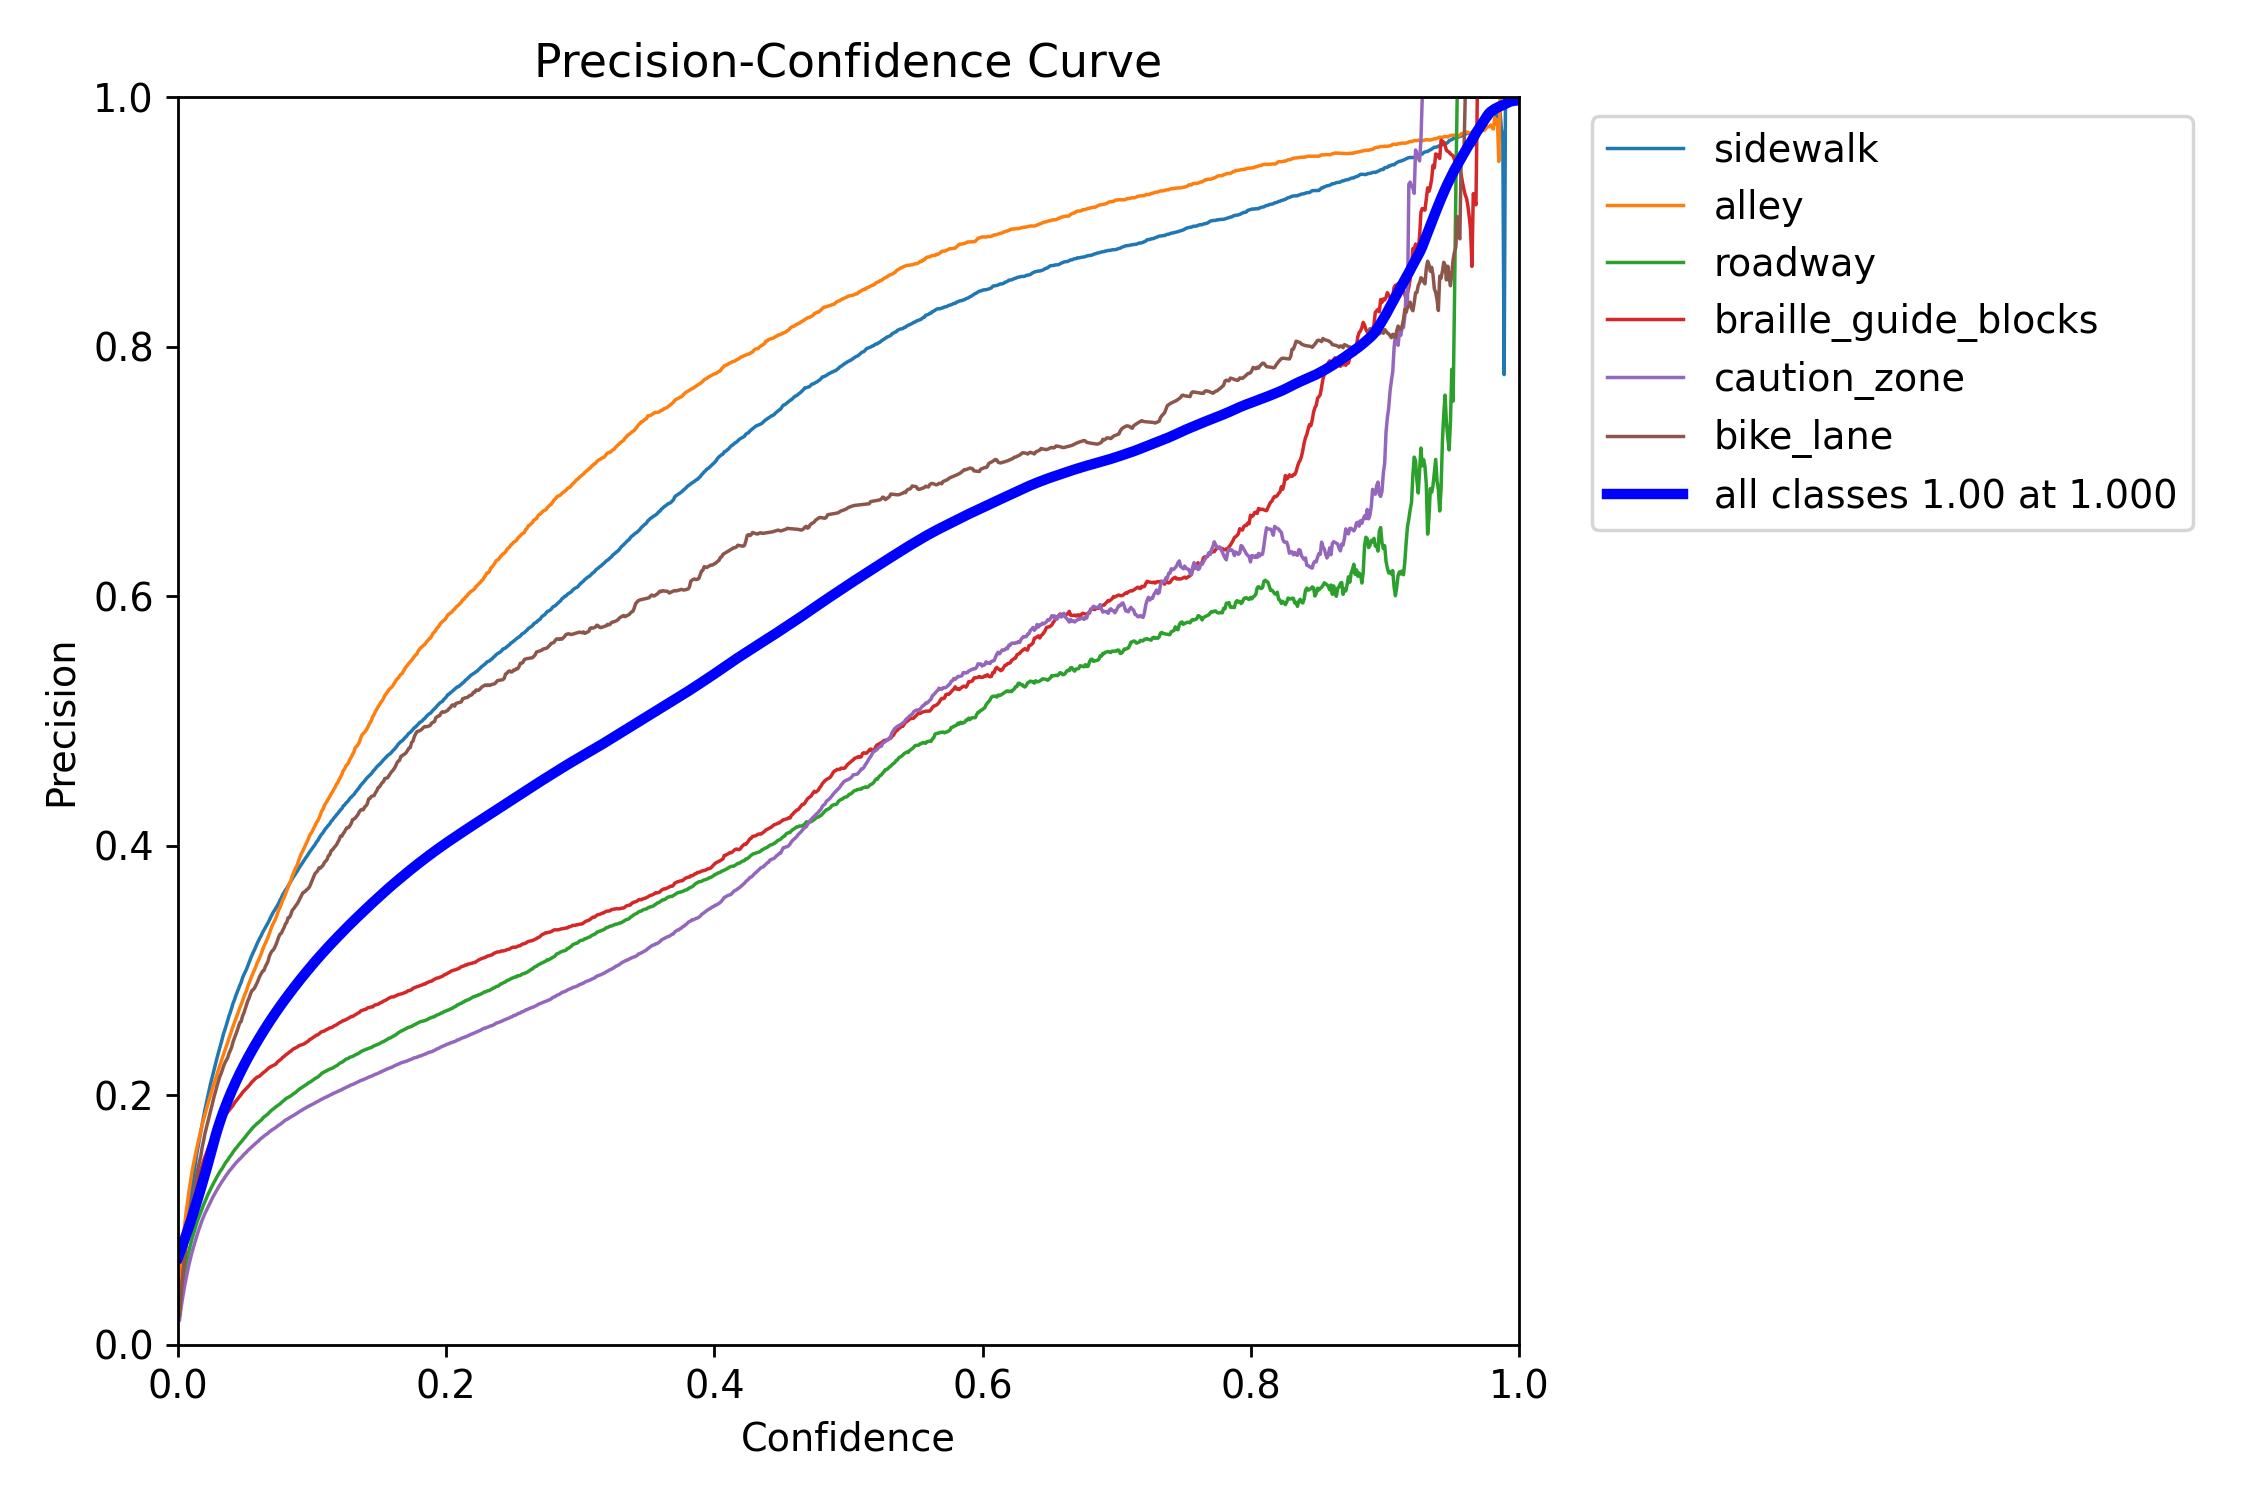 Precision-Confidence Curve
1.0
0.8
0.6
0.4
0.2
0.0
Precision
0.0 0.2 0.4 0.6 0.8 1.0
Confidence
sidewalk
alley
roadway
braille_guide_blocks
caution_zone
bike_lane
all classes 1.00 at 1.000